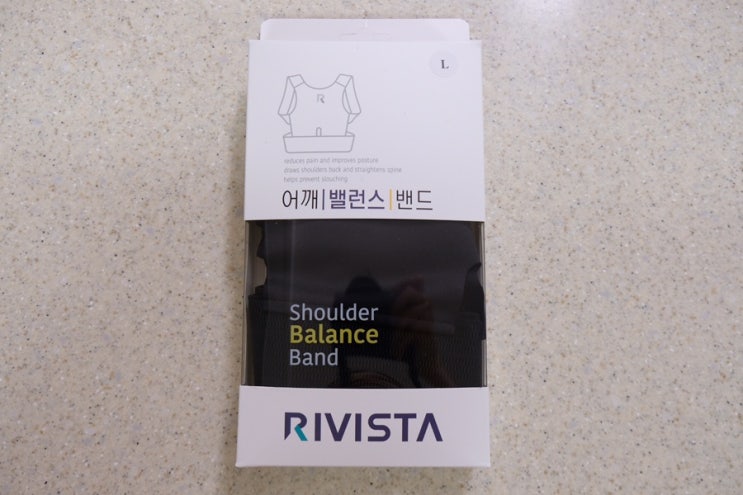 L
R
reduces pain and improves posture
draws shoulders back and straightens spine
helps prevent slouching
어깨|밸런스|밴드
Shoulder
Balance
Band
RIVISTA